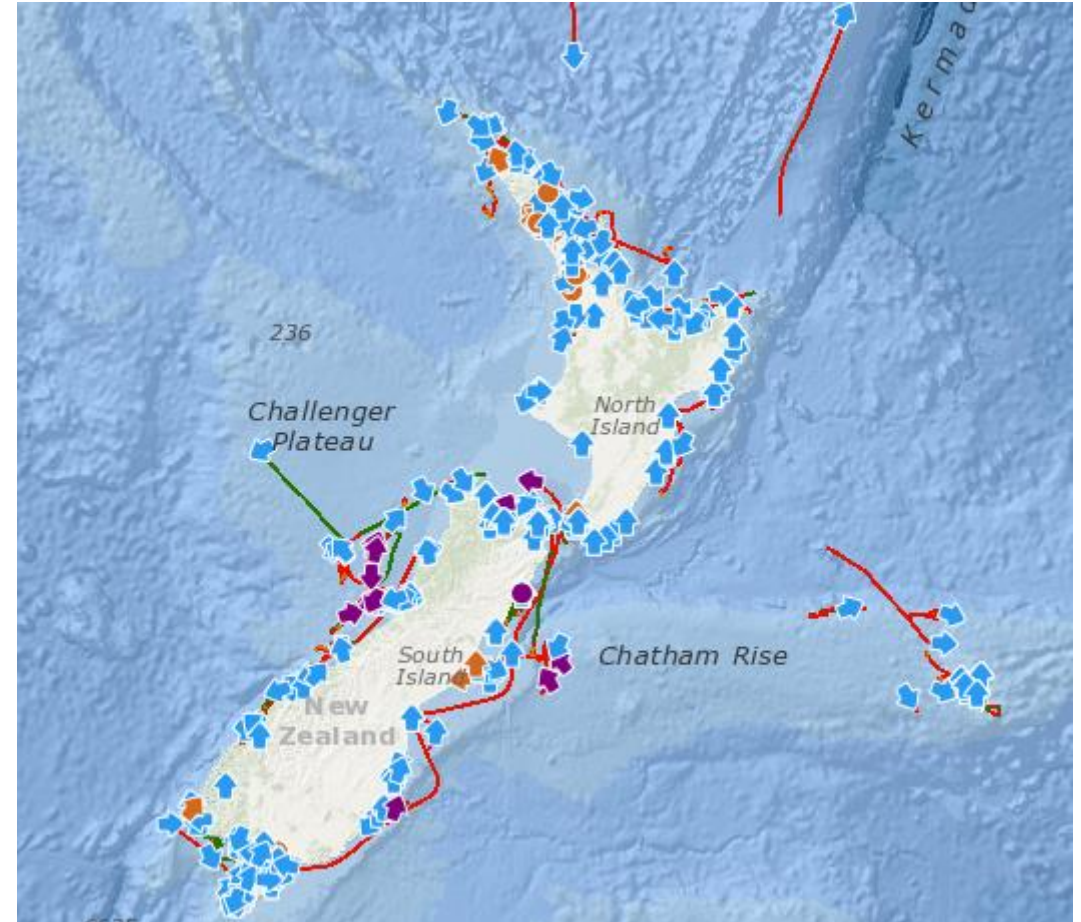 Kermad
236
Challenger
Plateau
North
Island
South
Island
Chatham Rise
New
Zealand